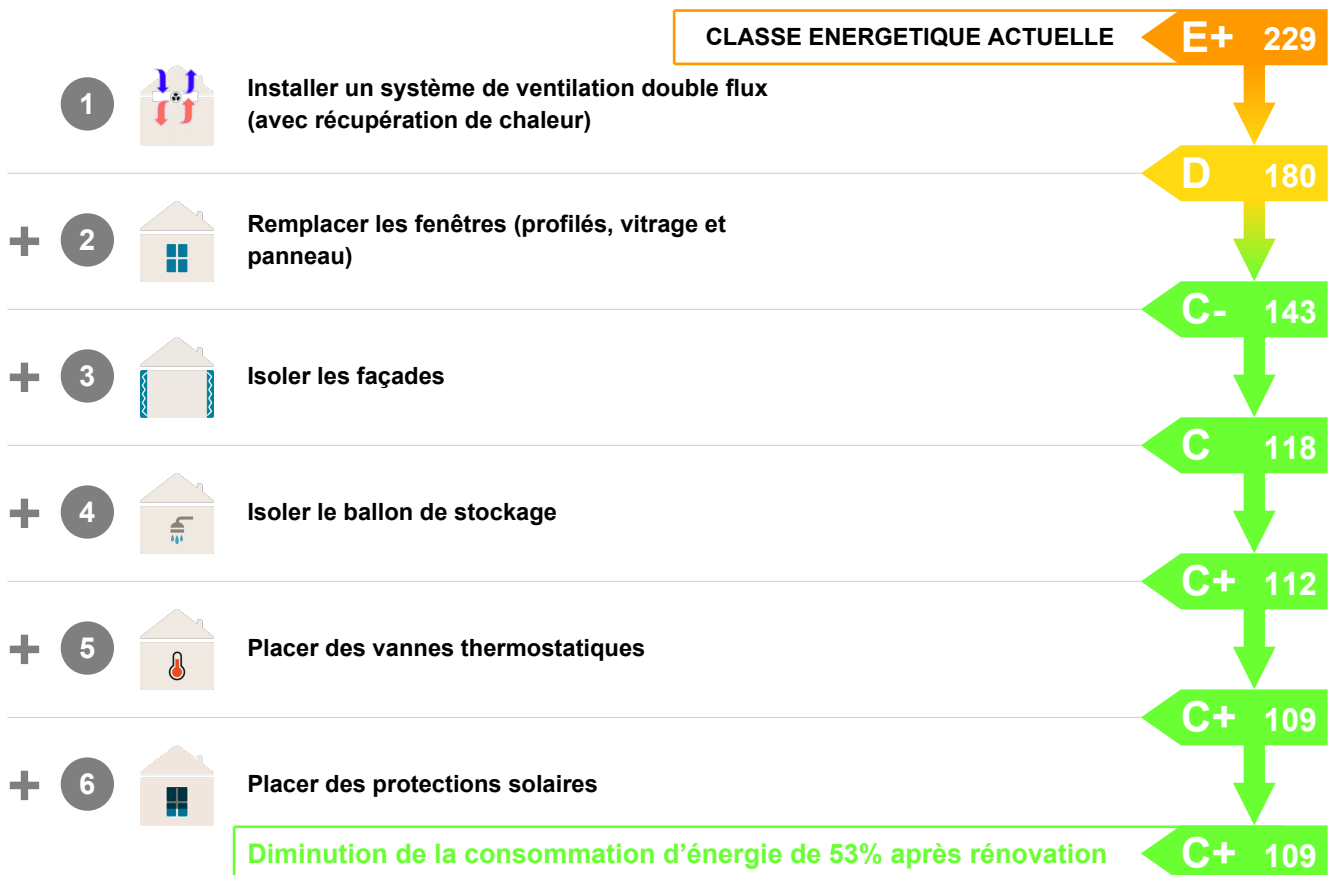 CLASSE ENERGETIQUE ACTUELLE E+ 229
1 Installer un système de ventilation double flux
(avec récupération de chaleur)
D 180
+ 2 Remplacer les fenêtres (profilés, vitrage et
panneau)
C- 143
+ 3 Isoler les façades
C 118
+ 4 Isoler le ballon de stockage
C+ 112
+ 5 Placer des vannes thermostatiques
C+ 109
+ 6 Placer des protections solaires
Diminution de la consommation d’énergie de 53% après rénovation C+ 109